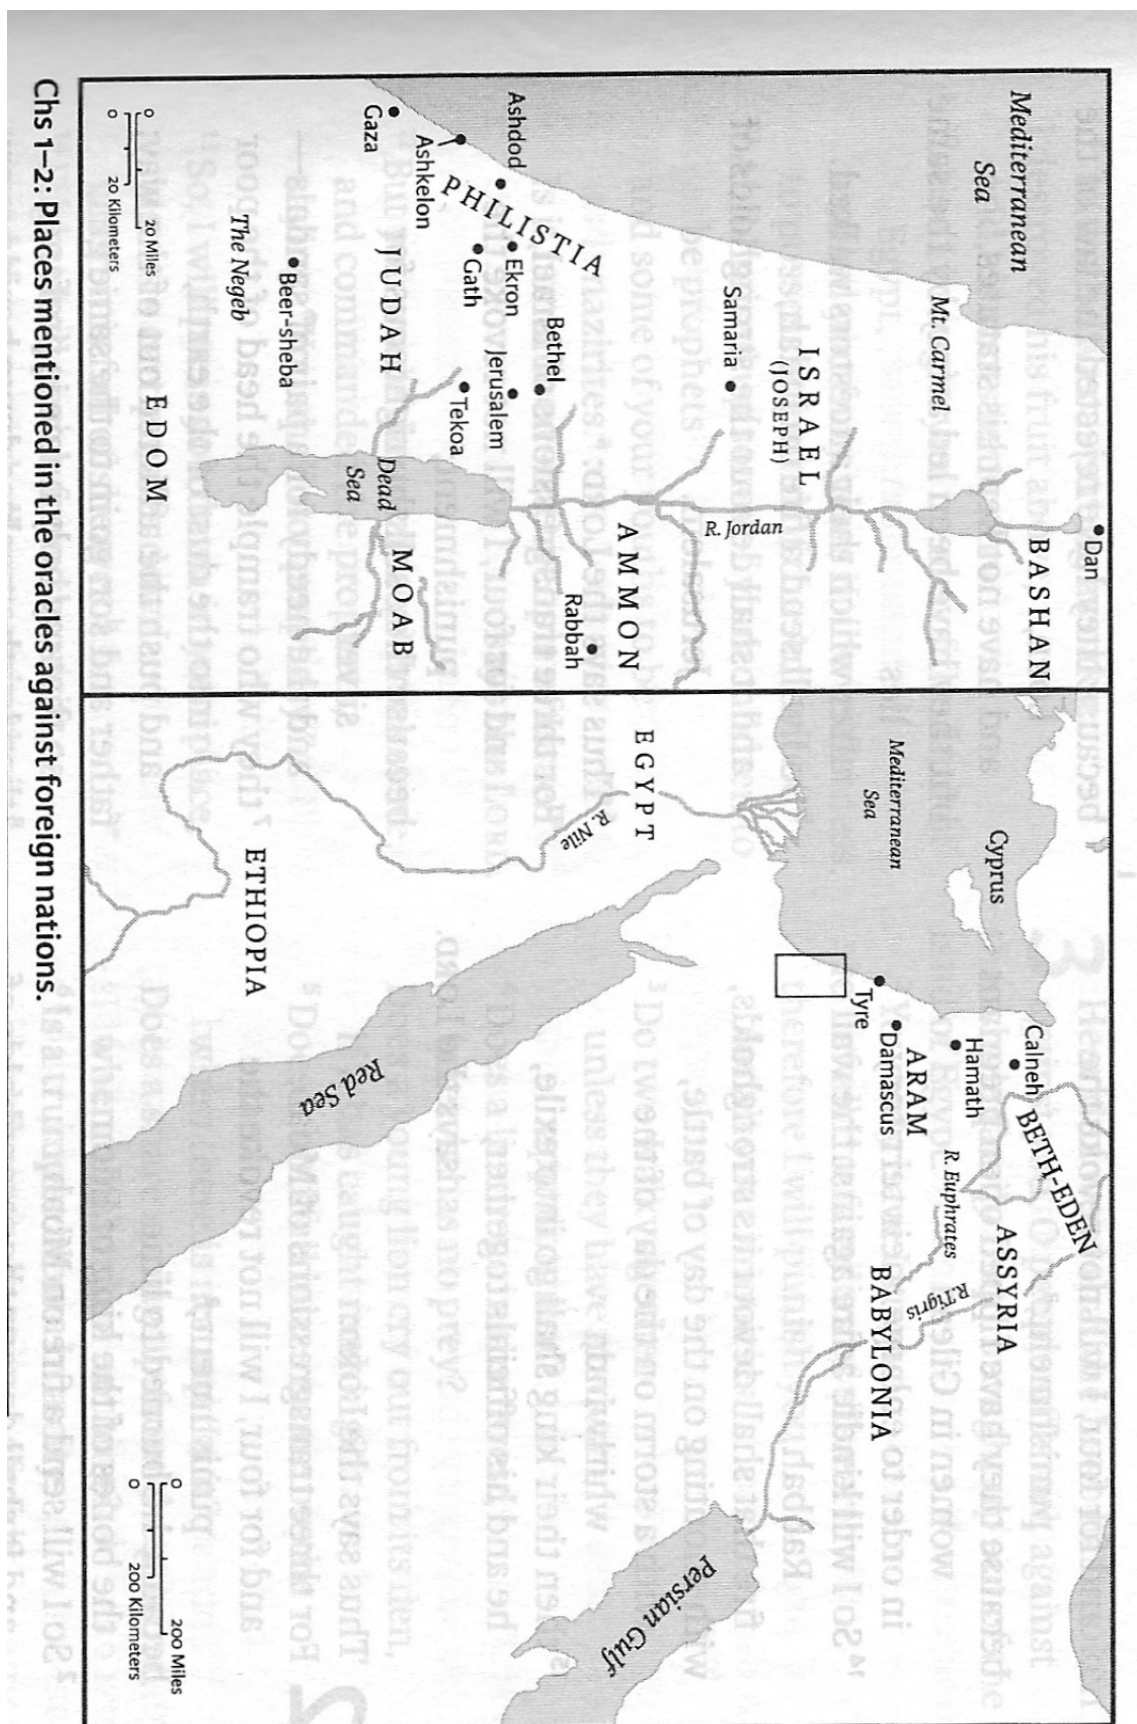 Mediterranean
Sea
Dan
BASHAN
Mt. Carmel
ISRAEL
(JOSEPH)
Samaria
R. Jordan
AMMON
Rabbah
Bethel
PHILISTIA
Ashdod
Ekron
Jerusalem
Ashkelon
Gath
Tekoa
Gaza
JUDAH
Dead
Sea
MOAB
Beer-sheba
The Negeb
EDOM
0 20 Miles
0 20 Kilometers
Cyprus
Mediterranean
Sea
Calneh
BETH-EDEN
Hamath
ASSYRIA
R. Euphrates
R. Tigris
ARAM
Damascus
Tyre
BABYLONIA
EGYPT
R. Nile
Persian Gulf
Red Sea
ETHIOPIA
0 200 Miles
0 200 Kilometers
Chs 1–2: Places mentioned in the oracles against foreign nations.